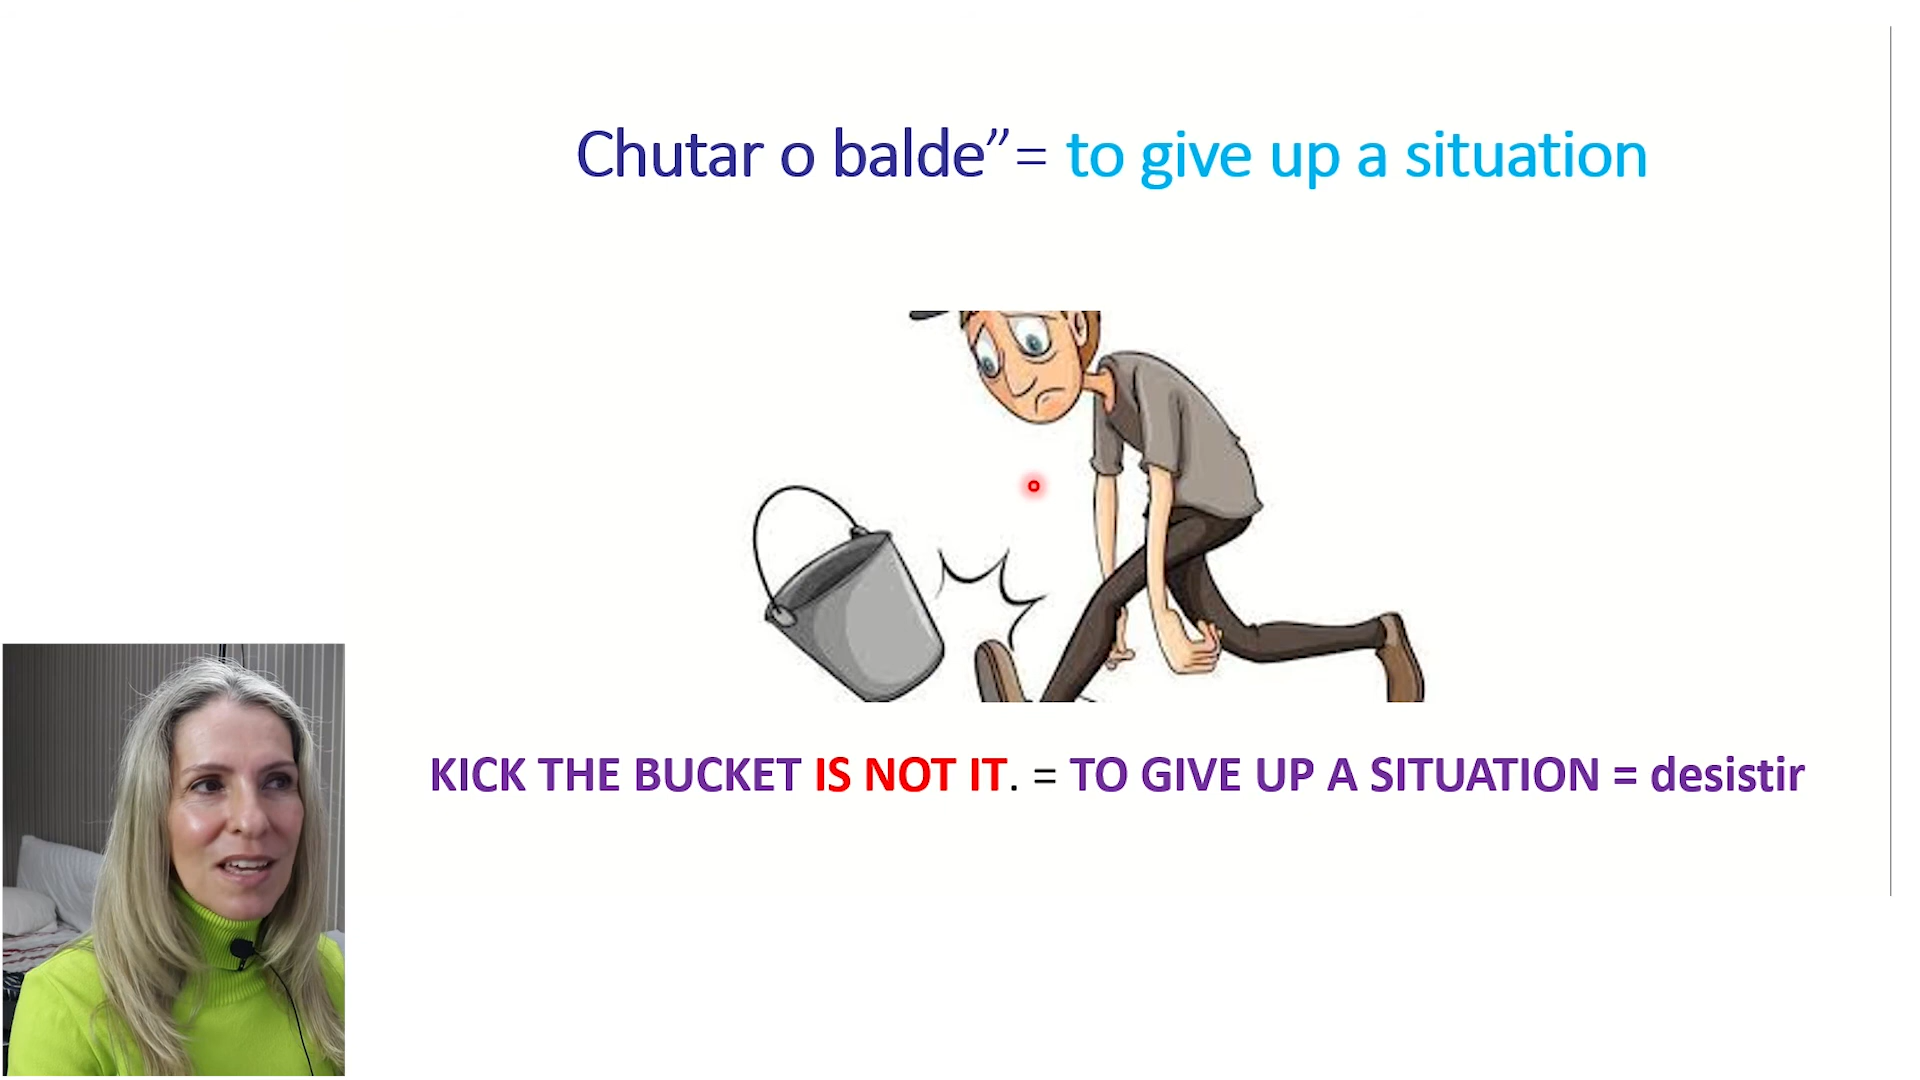 Chutar o balde”= to give up a situation
KICK THE BUCKET IS NOT IT. = TO GIVE UP A SITUATION = desistir